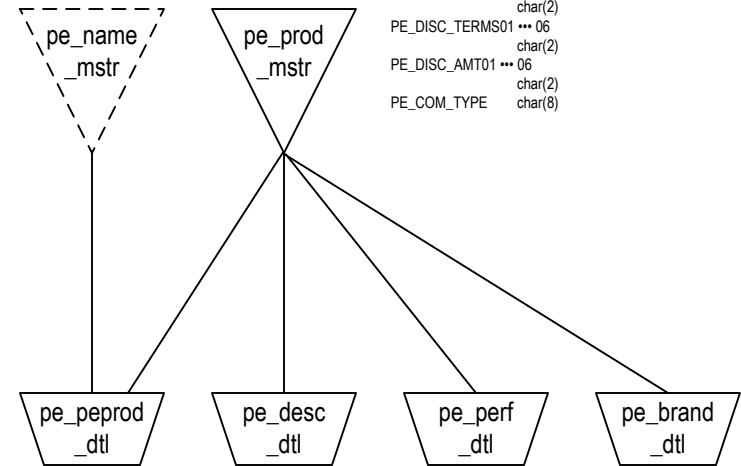 char(2)
PE_DISC_TERMS01 ••• 06
char(2)
PE_DISC_AMT01 ••• 06
char(2)
PE_COM_TYPE char(8)
pe_name
_mstr
pe_prod
_mstr
pe_peprod
_dtl
pe_desc
_dtl
pe_perf
_dtl
pe_brand
_dtl